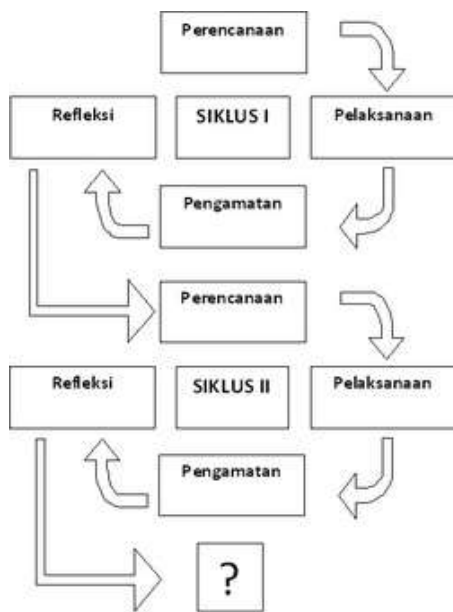 Perencanaan
Refleksi
SIKLUS I
Pelaksanaan
Pengamatan
Perencanaan
Refleksi
SIKLUS II
Pelaksanaan
Pengamatan
?